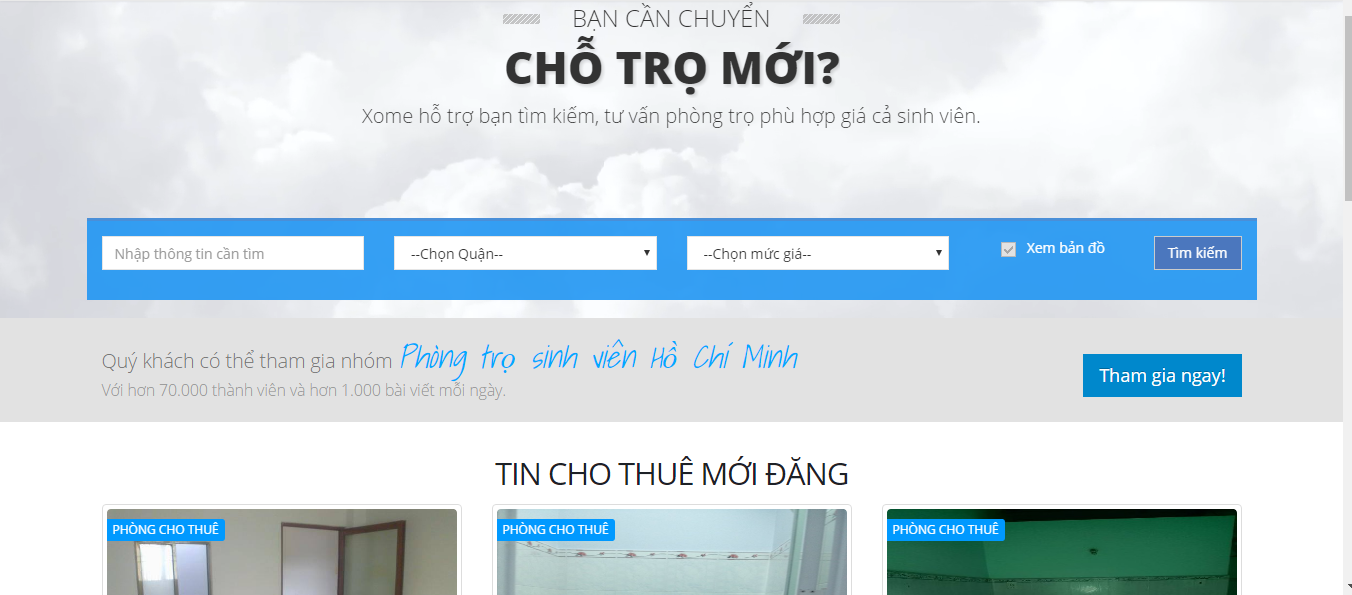 BẠN CẦN CHUYỂN
CHỖ TRỌ MỚI?
Xome hỗ trợ bạn tìm kiếm, tư vấn phòng trọ phù hợp giá cả sinh viên.
Nhập thông tin cần tìm
--Chọn Quận--
--Chọn mức giá--
Xem bản đồ
Tìm kiếm
Quý khách có thể tham gia nhóm Phòng trọ sinh viên Hồ Chí Minh
Với hơn 70.000 thành viên và hơn 1.000 bài viết mỗi ngày.
Tham gia ngay!
TIN CHO THUÊ MỚI ĐĂNG
PHÒNG CHO THUÊ
PHÒNG CHO THUÊ
PHÒNG CHO THUÊ